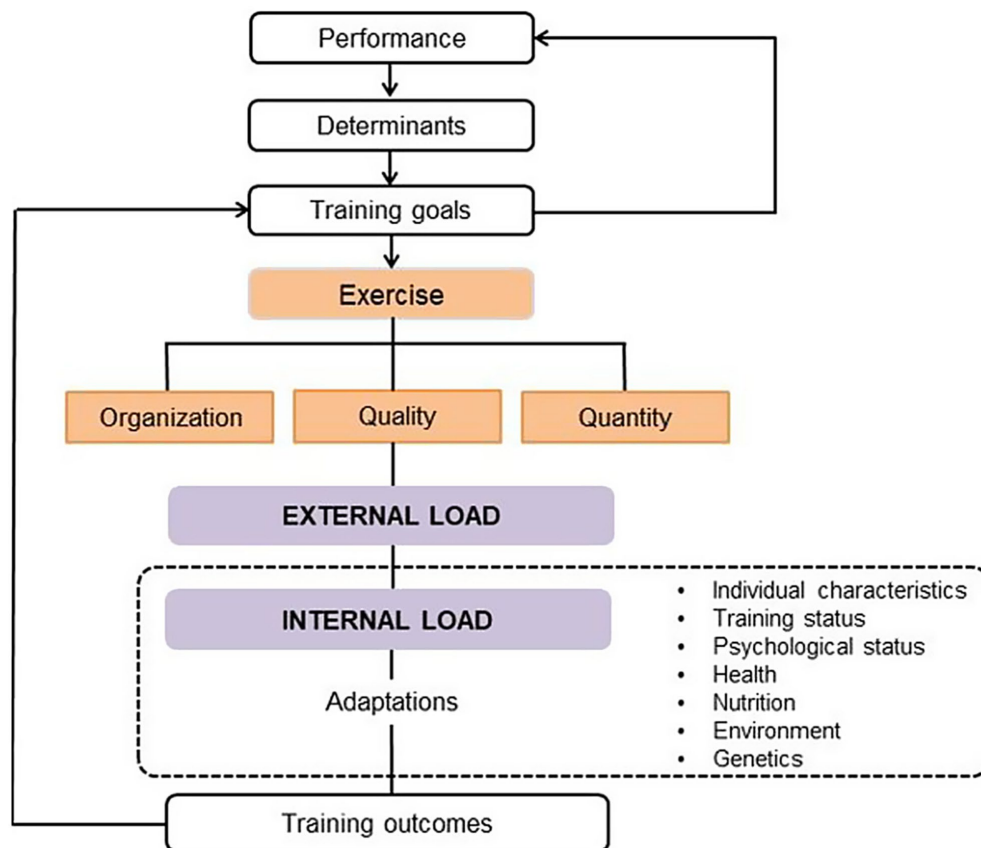 Performance
Determinants
Training goals
Exercise
Organization
Quality
Quantity
EXTERNAL LOAD
INTERNAL LOAD
Adaptations
• Individual characteristics
• Training status
• Psychological status
• Health
• Nutrition
• Environment
• Genetics
Training outcomes